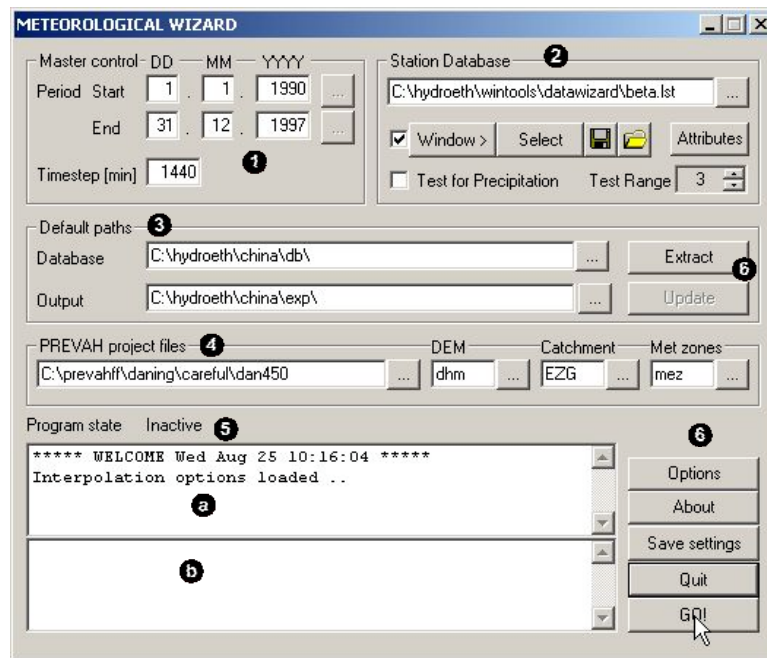 METEOROLOGICAL WIZARD
Master control DD MM YYYY
Period Start 1 . 1 . 1990 ...
End 31 . 12 . 1997 ...
1
Timestep [min] 1440
Station Database 2
C:\hydroeth\wintools\datawizard\beta.lst ...
Window > Select Attributes
Test for Precipitation Test Range 3
Default paths 3
Database C:\hydroeth\china\db\ ... Extract
6
Output C:\hydroeth\china\exp\ ... Update
PREVAH project files 4 DEM Catchment Met zones
C:\prevahff\daning\careful\dan450 ... dhm ... EZG ... mez ...
Program state Inactive 5
***** WELCOME Wed Aug 25 10:16:04 *****
Interpolation options loaded ..
a
b
6
Options
About
Save settings
Quit
GO!